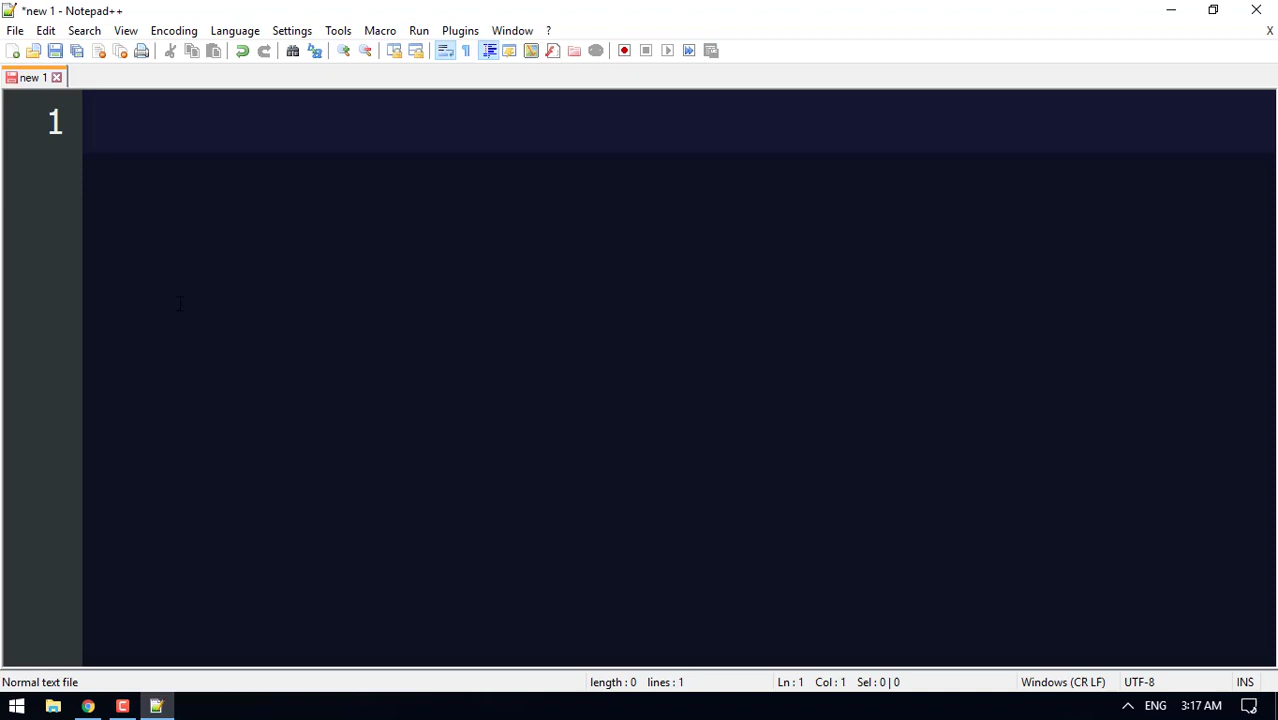 *new 1 - Notepad++
File Edit Search View Encoding Language Settings Tools Macro Run Plugins Window ? X
new 1
1
Normal text file length : 0 lines : 1 Ln : 1 Col : 1 Sel : 0 | 0 Windows (CR LF) UTF-8 INS
ENG 3:17 AM